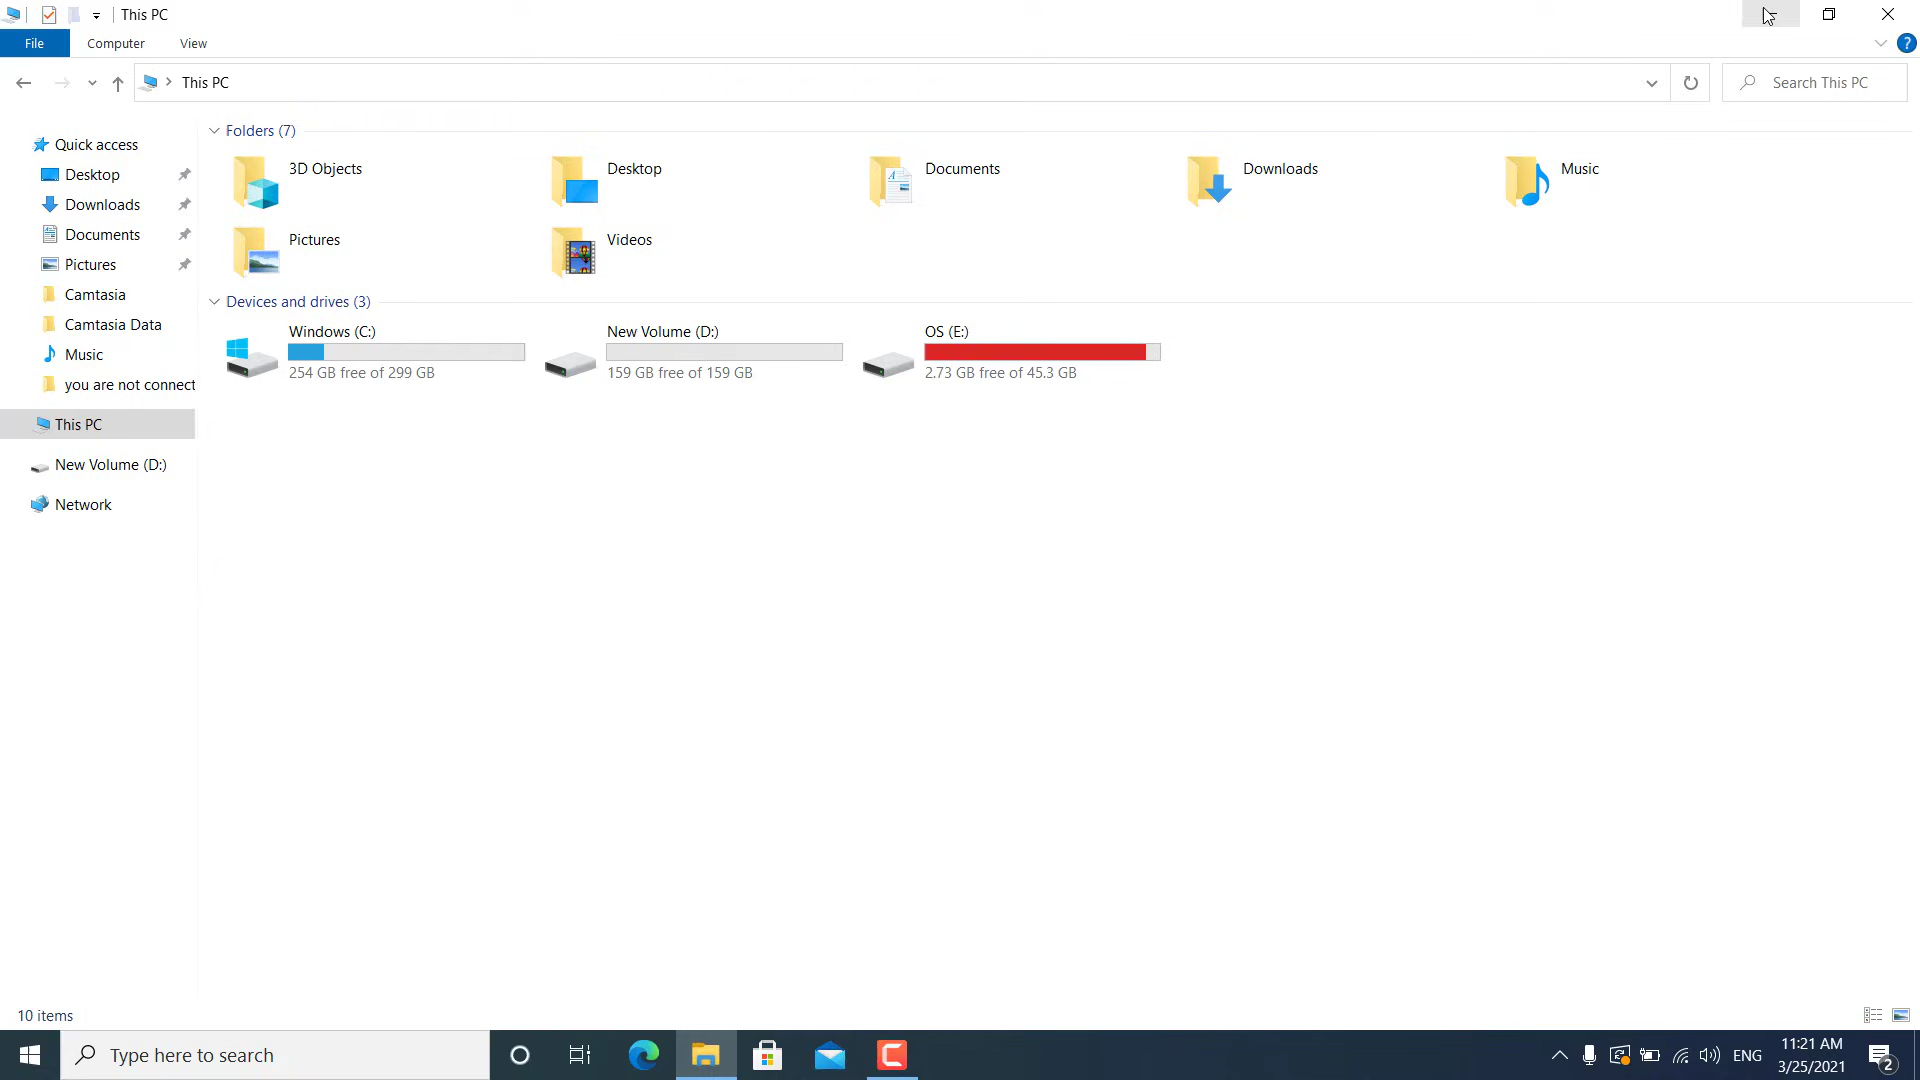 This PC
File Computer View
This PC
Search This PC
Quick access
Desktop
Downloads
Documents
Pictures
Camtasia
Camtasia Data
Music
you are not connect
This PC
New Volume (D:)
Network
Folders (7)
3D Objects
Desktop
Documents
Downloads
Music
Pictures
Videos
Devices and drives (3)
Windows (C:)
254 GB free of 299 GB
New Volume (D:)
159 GB free of 159 GB
OS (E:)
2.73 GB free of 45.3 GB
10 items
Type here to search
ENG
11:21 AM
3/25/2021
2